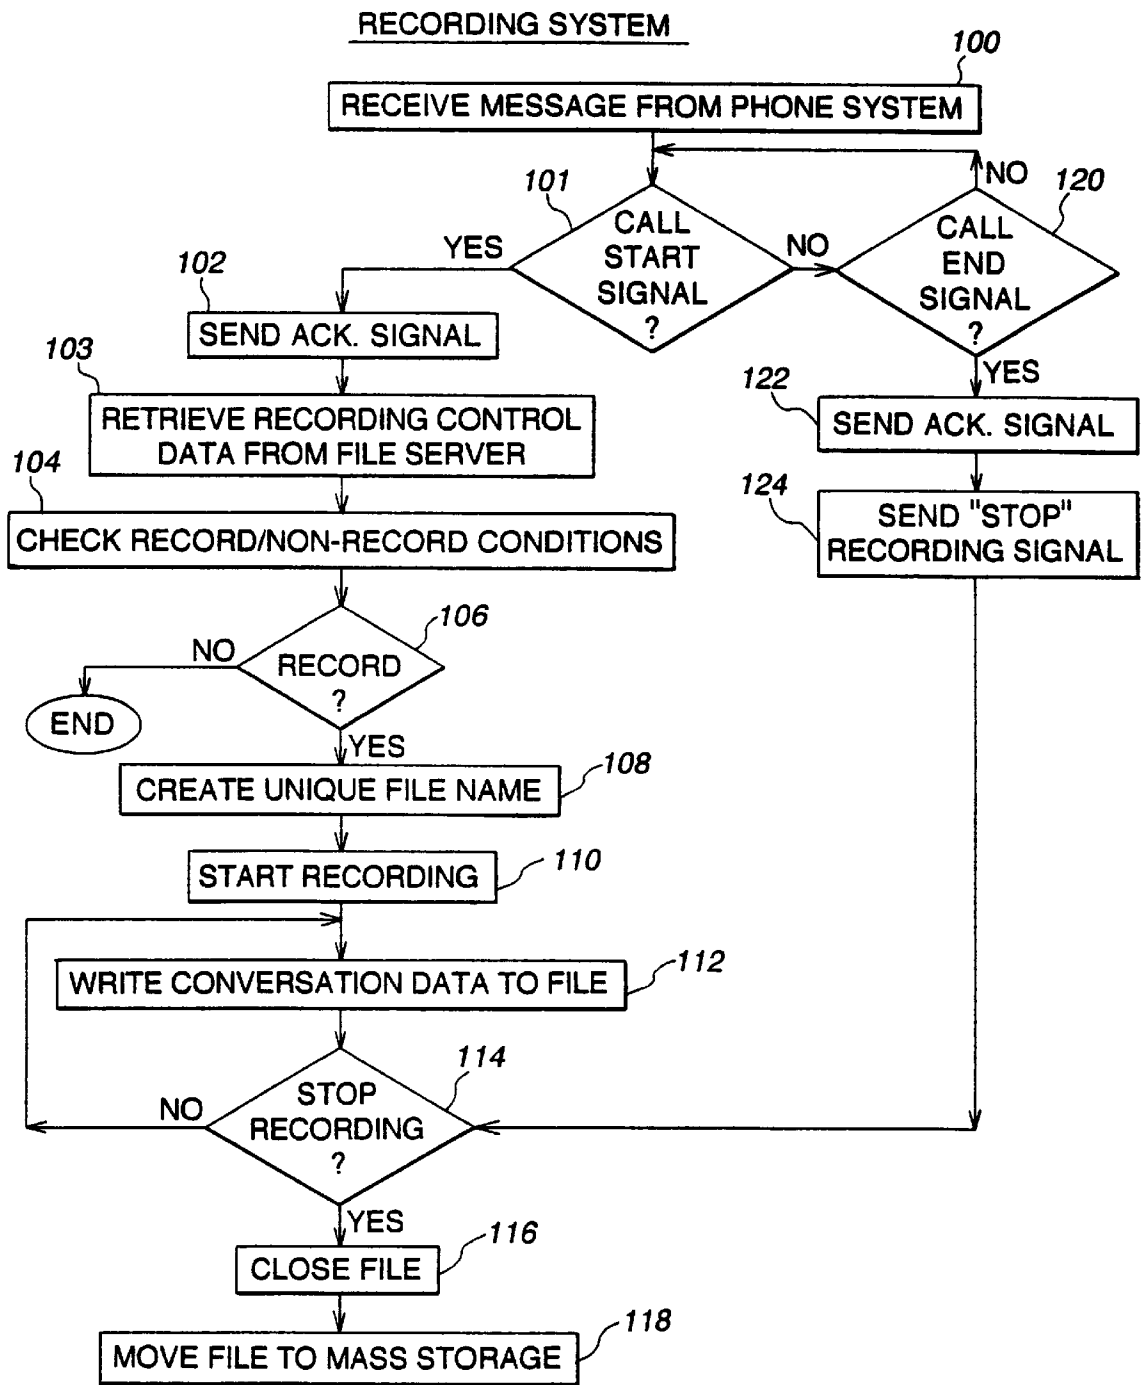 RECORDING SYSTEM
100
RECEIVE MESSAGE FROM PHONE SYSTEM
101
CALL
START
SIGNAL
?
YES
NO
120
CALL
END
SIGNAL
?
NO
YES
102
SEND ACK. SIGNAL
103
RETRIEVE RECORDING CONTROL
DATA FROM FILE SERVER
104
CHECK RECORD/NON-RECORD CONDITIONS
122
SEND ACK. SIGNAL
124
SEND "STOP"
RECORDING SIGNAL
106
RECORD
?
NO
END
YES
CREATE UNIQUE FILE NAME
108
START RECORDING
110
WRITE CONVERSATION DATA TO FILE
112
114
STOP
RECORDING
?
NO
YES
CLOSE FILE
116
MOVE FILE TO MASS STORAGE
118